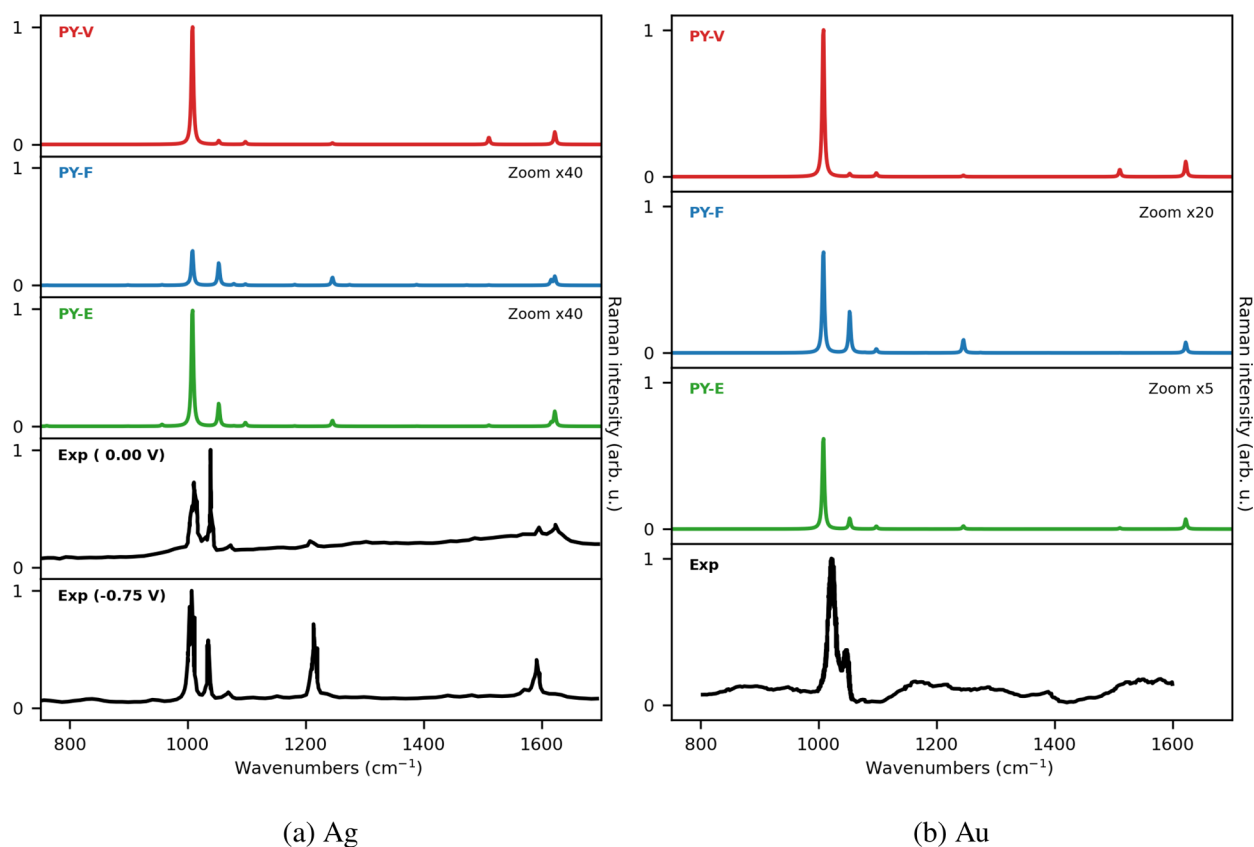 PY-V
1
0
PY-F
Zoom x40
1
0
PY-E
Zoom x40
1
0
Exp ( 0.00 V)
1
0
Exp (-0.75 V)
1
0
800 1000 1200 1400 1600
Wavenumbers (cm⁻¹)
Raman intensity (arb. u.)
(a) Ag
PY-V
1
0
PY-F
Zoom x20
1
0
PY-E
Zoom x5
1
0
Exp
1
0
800 1000 1200 1400 1600
Wavenumbers (cm⁻¹)
Raman intensity (arb. u.)
(b) Au